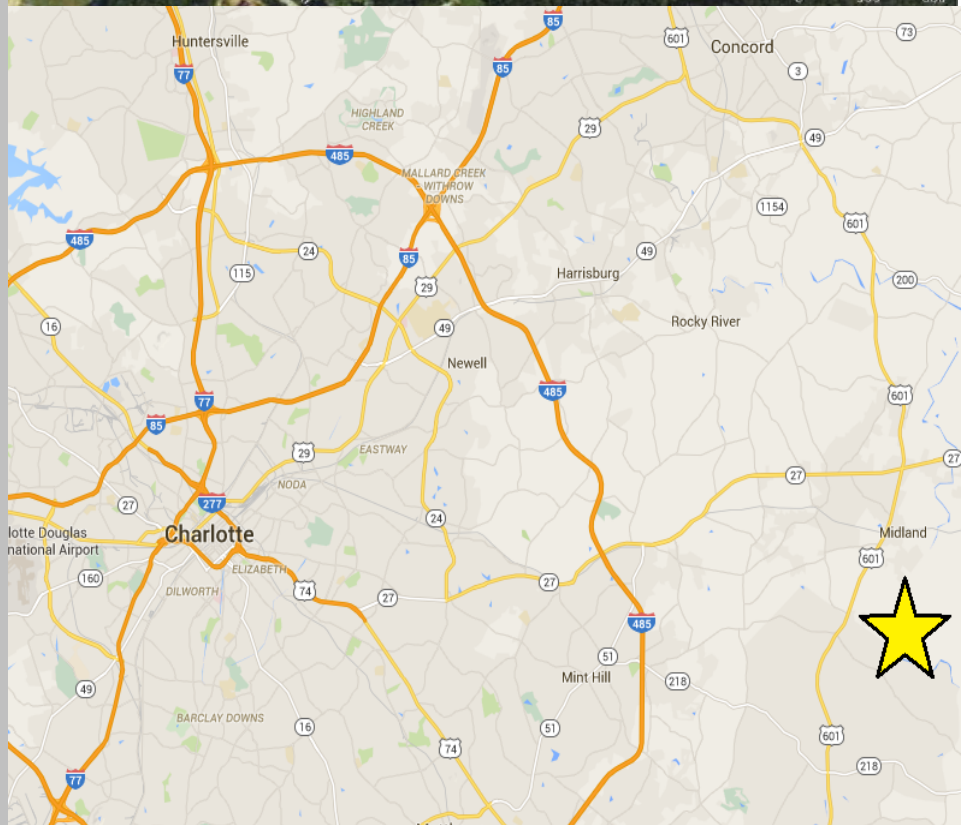 85
Huntersville
601
Concord
73
77
85
3
HIGHLAND
CREEK
29
49
485
MALLARD CREEK
- WITHROW
DOWNS
1154
601
485
24
49
85
115
Harrisburg
200
29
16
49
Rocky River
Newell
485
77
601
85
29
EASTWAY
27
27
NODA
277
27
24
Charlotte
lotte Douglas
national Airport
Midland
601
ELIZABETH
160
DILWORTH
74
27
27
485
51
Mint Hill
218
49
BARCLAY DOWNS
16
51
74
601
218
77